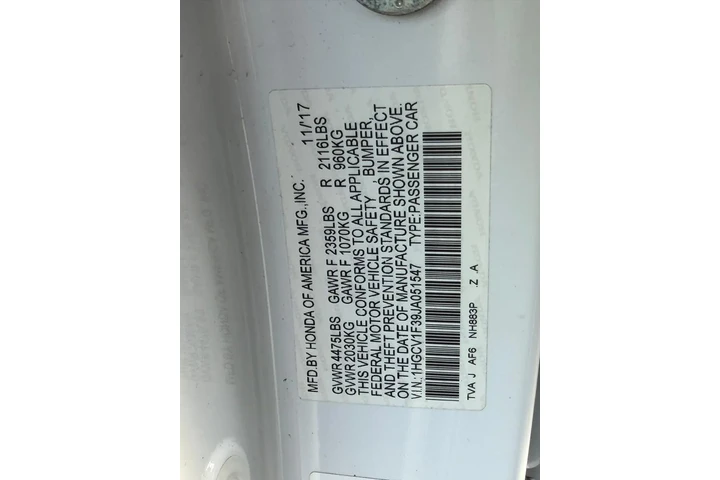 MFD.BY HONDA OF AMERICA MFG.,INC. 11/17
GVWR 4475LBS GAWR F 2359LBS R 2116LBS
GVWR 2030KG GAWR F 1070KG R 960KG
THIS VEHICLE CONFORMS TO ALL APPLICABLE
FEDERAL MOTOR VEHICLE SAFETY, BUMPER,
AND THEFT PREVENTION STANDARDS IN EFFECT
ON THE DATE OF MANUFACTURE SHOWN ABOVE.
V.I.N.:1HGCV1F39JA051547 TYPE:PASSENGER CAR
TVA J AF6 NH883P Z A